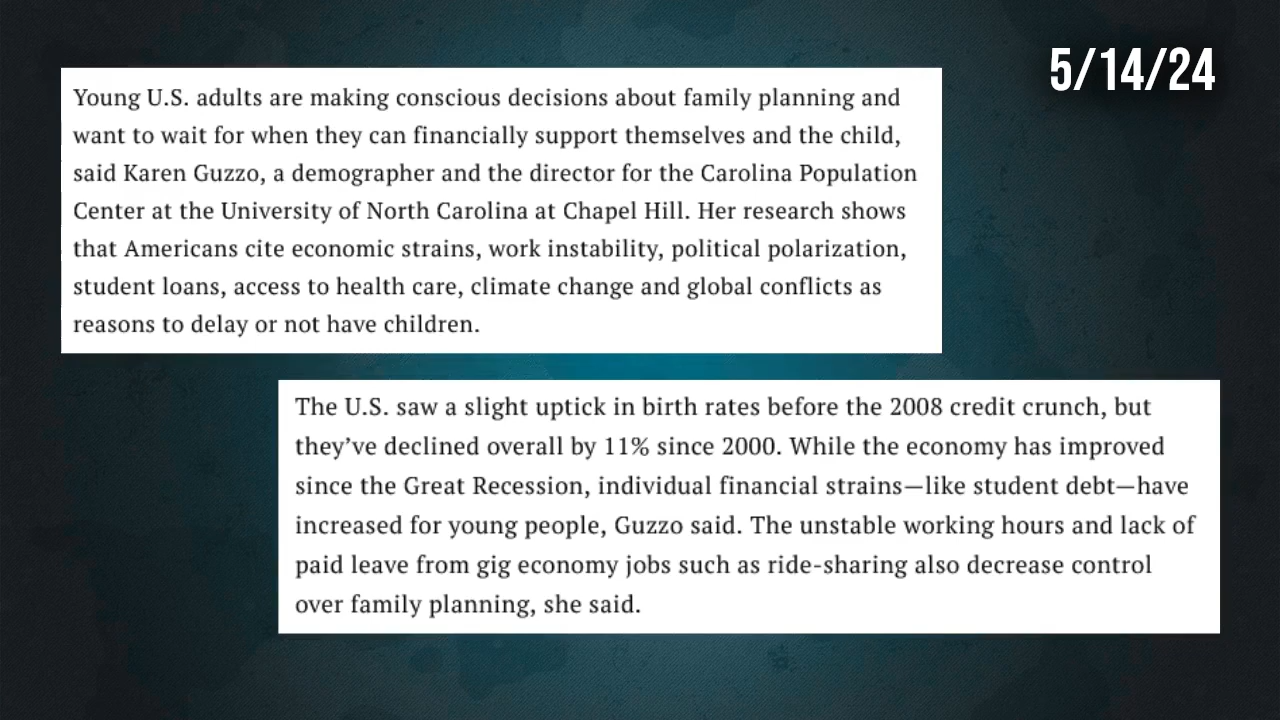 5/14/24
Young U.S. adults are making conscious decisions about family planning and
want to wait for when they can financially support themselves and the child,
said Karen Guzzo, a demographer and the director for the Carolina Population
Center at the University of North Carolina at Chapel Hill. Her research shows
that Americans cite economic strains, work instability, political polarization,
student loans, access to health care, climate change and global conflicts as
reasons to delay or not have children.
The U.S. saw a slight uptick in birth rates before the 2008 credit crunch, but
they’ve declined overall by 11% since 2000. While the economy has improved
since the Great Recession, individual financial strains—like student debt—have
increased for young people, Guzzo said. The unstable working hours and lack of
paid leave from gig economy jobs such as ride-sharing also decrease control
over family planning, she said.